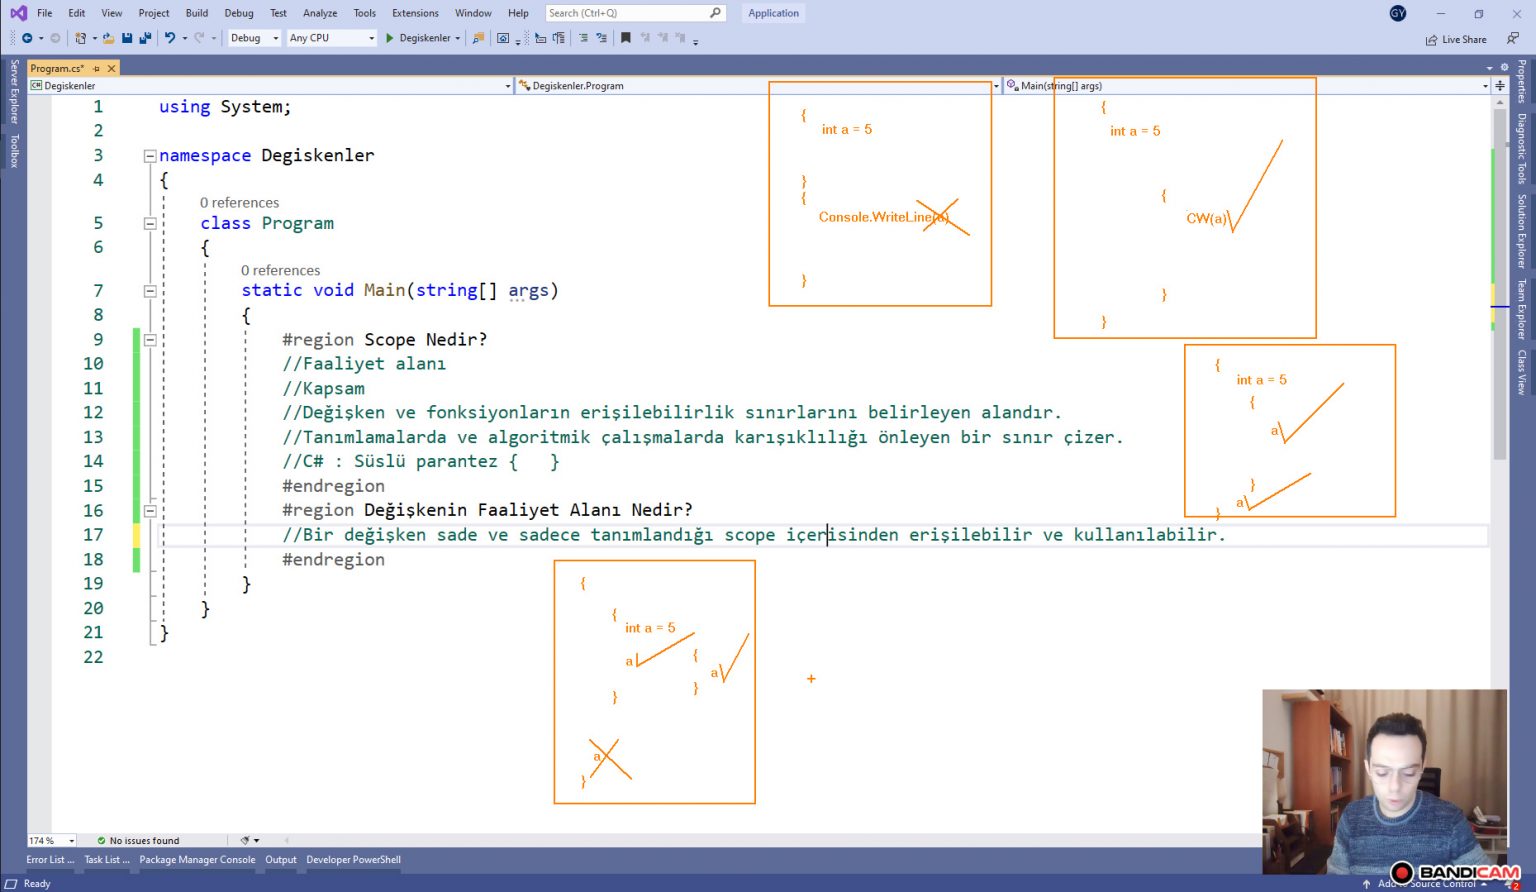 File Edit View Project Build Debug Test Analyze Tools Extensions Window Help Search (Ctrl+Q) Application GY
Debug Any CPU Degiskenler Live Share
Server Explorer
Toolbox
Program.cs*
Degiskenler Degiskenler.Program Main(string[] args)
1 using System;
2
3 namespace Degiskenler
4 {
0 references
5 class Program
6 {
0 references
7 static void Main(string[] args)
8 {
9 #region Scope Nedir?
10 //Faaliyet alanı
11 //Kapsam
12 //Değişken ve fonksiyonların erişilebilirlik sınırlarını belirleyen alandır.
13 //Tanımlamalarda ve algoritmik çalışmalarda karışıklılığı önleyen bir sınır çizer.
14 //C# : Süslü parantez { }
15 #endregion
16 #region Değişkenin Faaliyet Alanı Nedir?
17 //Bir değişken sade ve sadece tanımlandığı scope içerisinden erişilebilir ve kullanılabilir.
18 #endregion
19 }
20 }
21 }
22
{
int a = 5
}
{
Console.WriteLine(a)
}
{
int a = 5
{
CW(a)
}
}
{
int a = 5
{
a
}
a
}
{
{
int a = 5
a {
a
}
}
a
}
Properties
Diagnostic Tools
Solution Explorer
Team Explorer
Class View
174 % No issues found
Error List ... Task List ... Package Manager Console Output Developer PowerShell
Ready Add to Source Control 2
BANDICAM